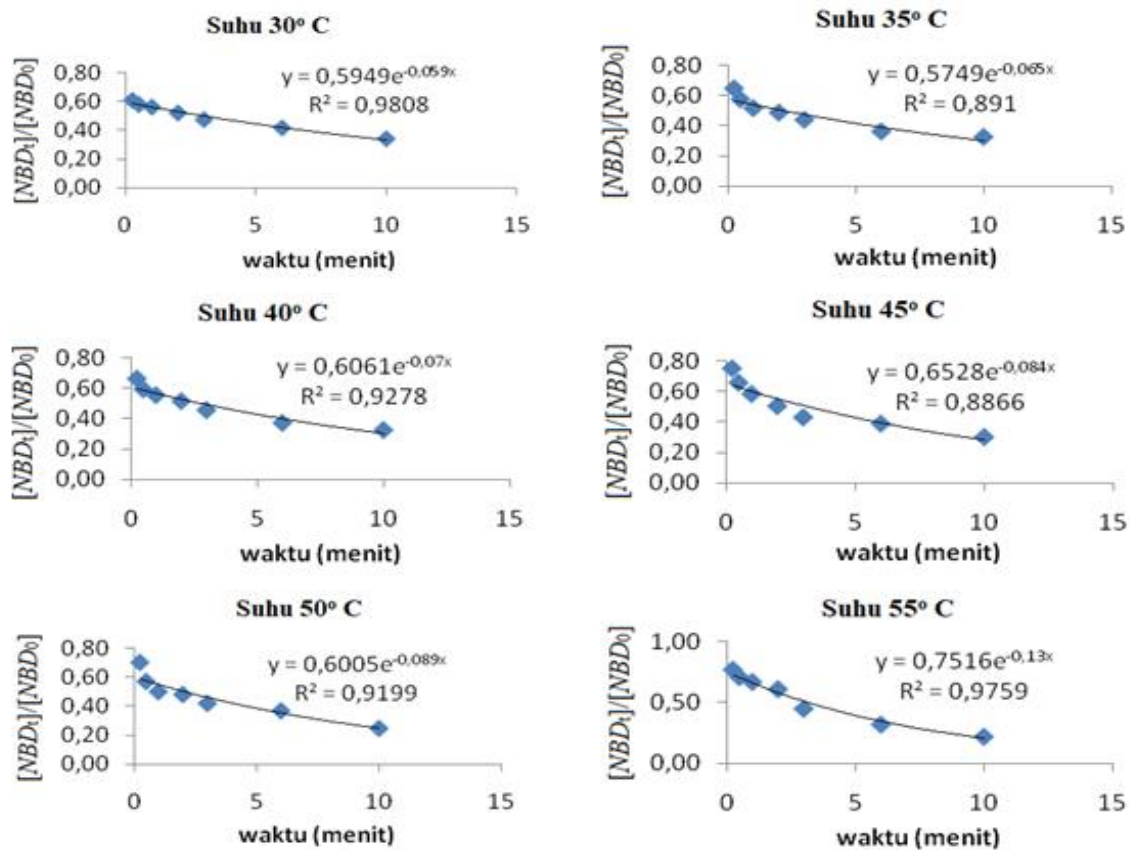 Suhu 30º C
[NBDt]/[NBD0]
0,80
0,60
0,40
0,20
0,00
y = 0,5949e-0,059x
R² = 0,9808
0 5 10 15
waktu (menit)
Suhu 35º C
[NBDt]/[NBD0]
0,80
0,60
0,40
0,20
0,00
y = 0,5749e-0,065x
R² = 0,891
0 5 10 15
waktu (menit)
Suhu 40º C
[NBDt]/[NBD0]
0,80
0,60
0,40
0,20
0,00
y = 0,6061e-0,07x
R² = 0,9278
0 5 10 15
waktu (menit)
Suhu 45º C
[NBDt]/[NBD0]
0,80
0,60
0,40
0,20
0,00
y = 0,6528e-0,084x
R² = 0,8866
0 5 10 15
waktu (menit)
Suhu 50º C
[NBDt]/[NBD0]
0,80
0,60
0,40
0,20
0,00
y = 0,6005e-0,089x
R² = 0,9199
0 5 10 15
waktu (menit)
Suhu 55º C
[NBDt]/[NBD0]
1,00
0,50
0,00
y = 0,7516e-0,13x
R² = 0,9759
0 5 10 15
waktu (menit)